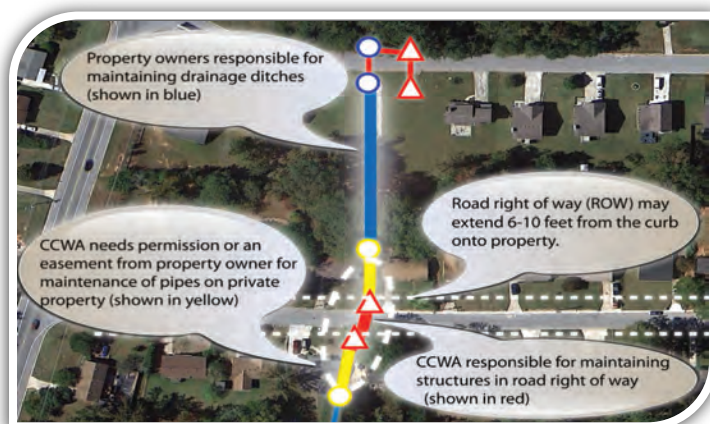 Property owners responsible for
maintaining drainage ditches
(shown in blue)
Road right of way (ROW) may
extend 6-10 feet from the curb
onto property.
CCWA needs permission or an
easement from property owner for
maintenance of pipes on private
property (shown in yellow)
CCWA responsible for maintaining
structures in road right of way
(shown in red)